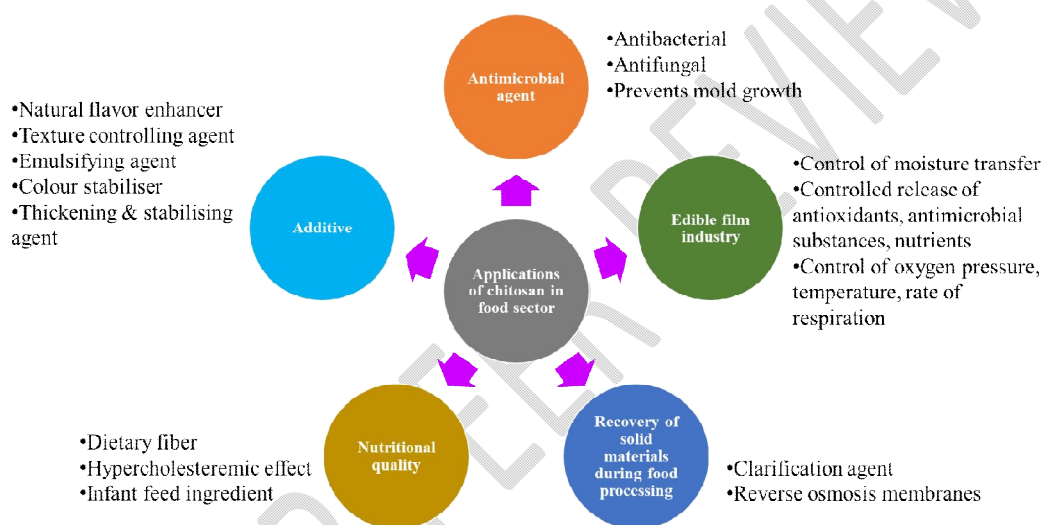 Antimicrobial
agent
•Antibacterial
•Antifungal
•Prevents mold growth
•Natural flavor enhancer
•Texture controlling agent
•Emulsifying agent
•Colour stabiliser
•Thickening & stabilising
agent
Additive
Edible film
industry
•Control of moisture transfer
•Controlled release of
antioxidants, antimicrobial
substances, nutrients
•Control of oxygen pressure,
temperature, rate of
respiration
Applications
of chitosan in
food sector
•Dietary fiber
•Hypercholesteremic effect
•Infant feed ingredient
Nutritional
quality
Recovery of
solid
materials
during food
processing
•Clarification agent
•Reverse osmosis membranes
PEER REVIEW